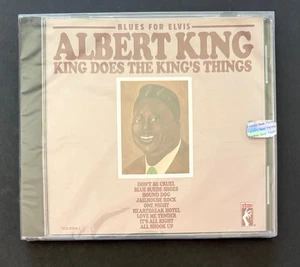 BLUES FOR ELVIS
ALBERT KING
KING DOES THE KING'S THINGS
DON'T BE CRUEL
BLUE SUEDE SHOES
HOUND DOG
JAILHOUSE ROCK
ONE NIGHT
HEARTBREAK HOTEL
LOVE ME TENDER
IT'S ALL RIGHT
ALL SHOOK UP